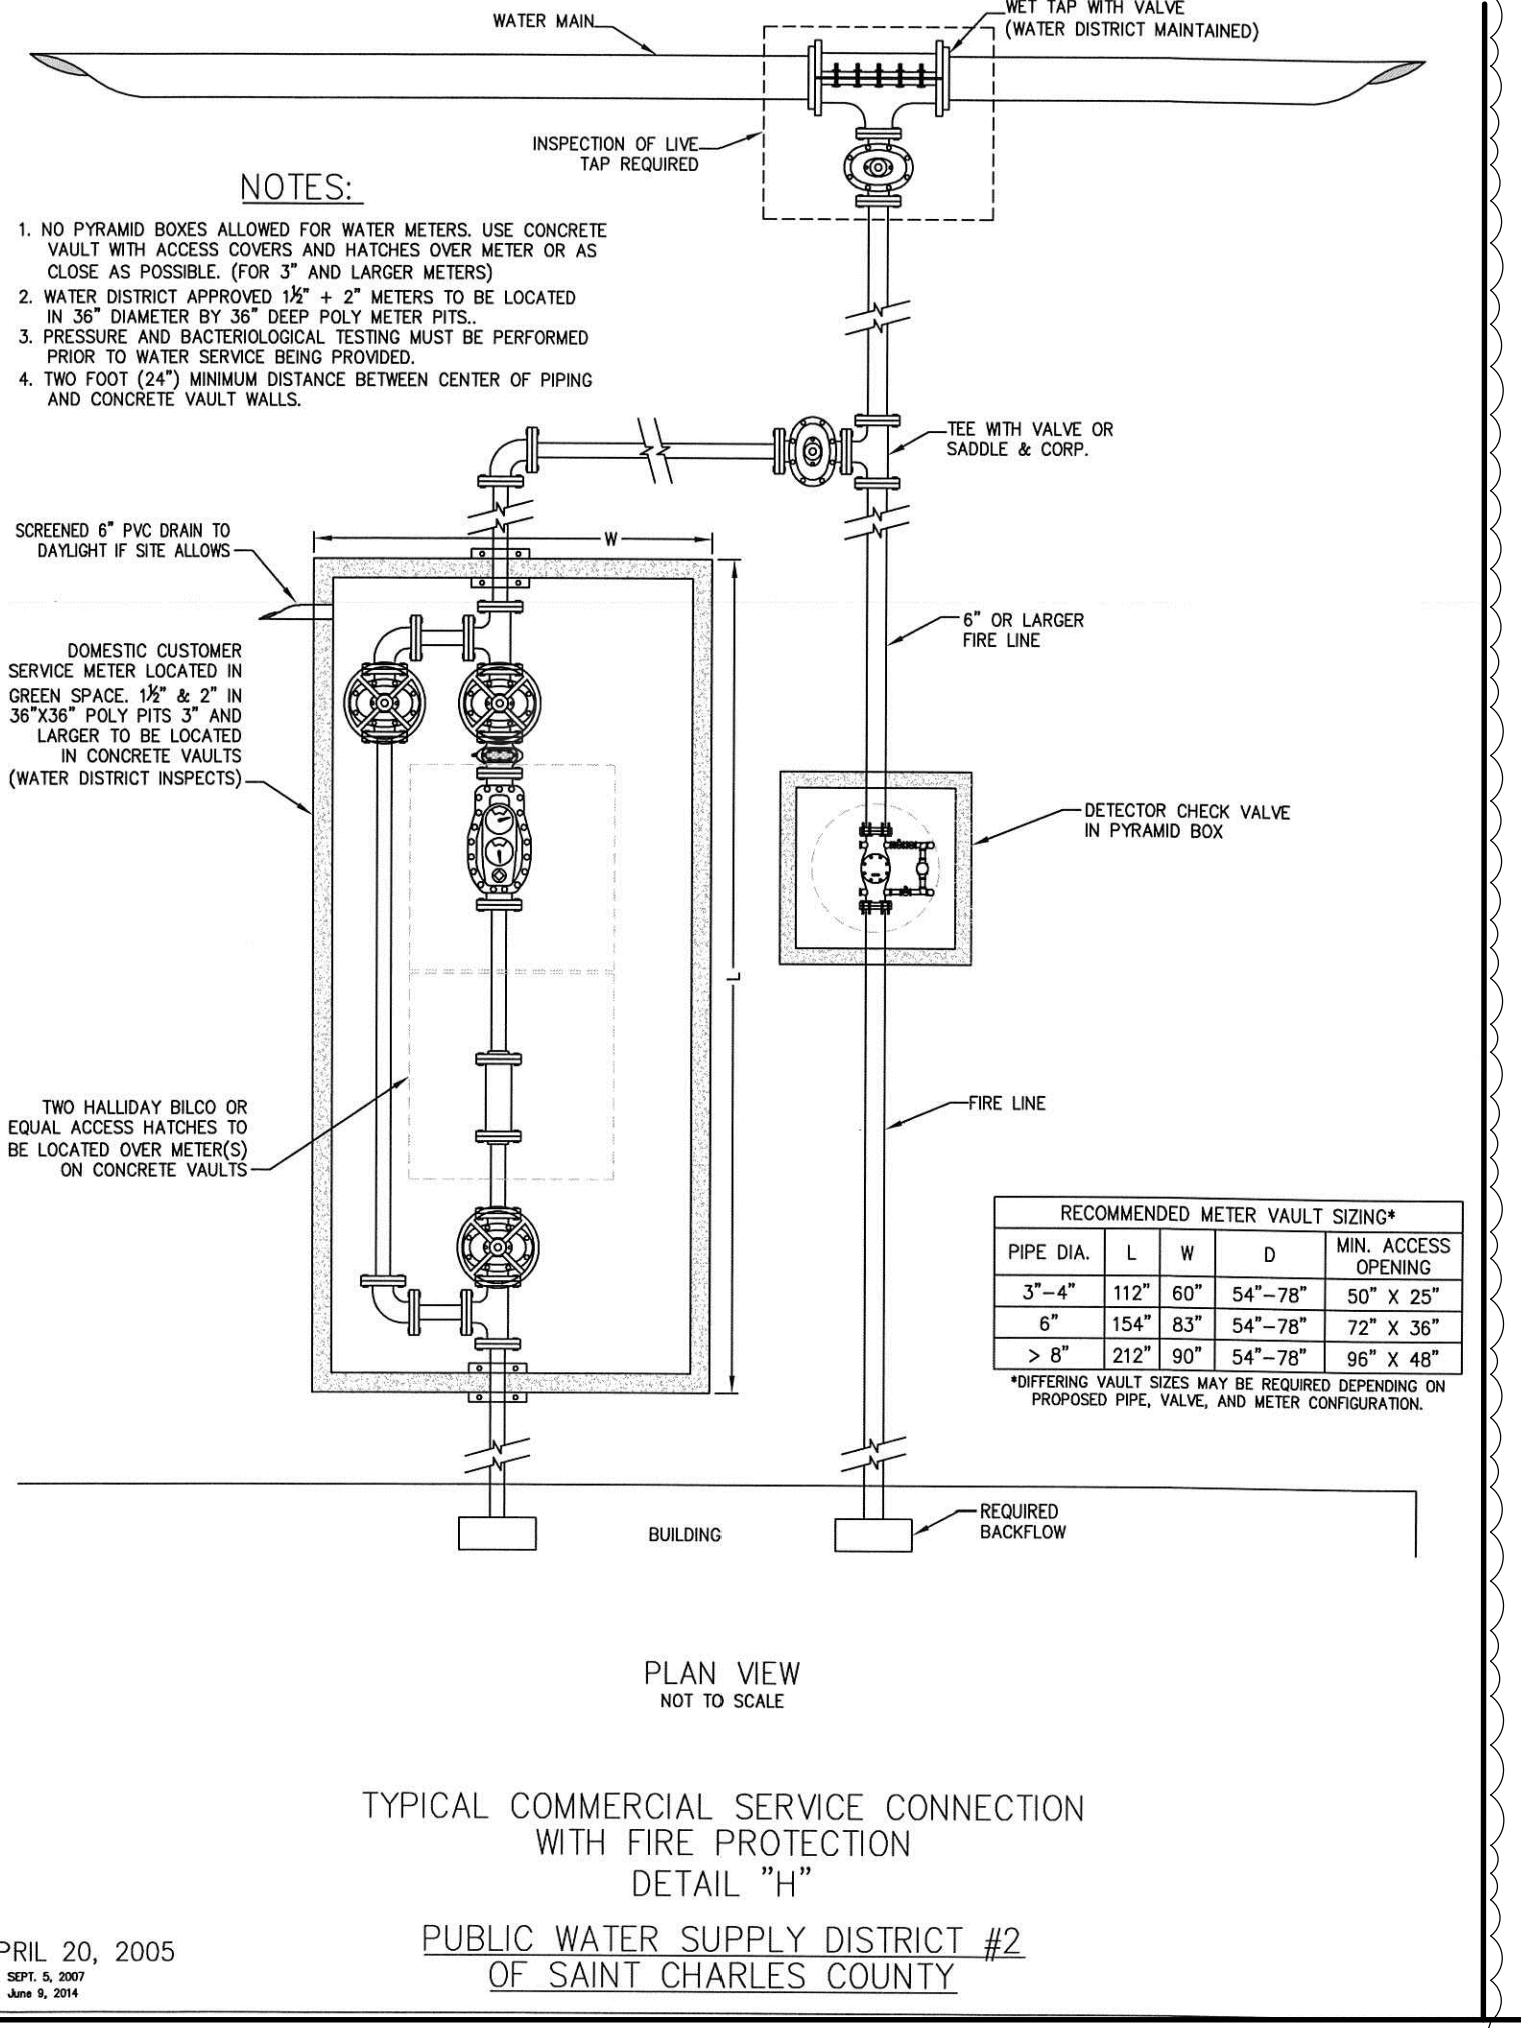 WATER MAIN
WET TAP WITH VALVE
(WATER DISTRICT MAINTAINED)
INSPECTION OF LIVE
TAP REQUIRED
NOTES:
1. NO PYRAMID BOXES ALLOWED FOR WATER METERS. USE CONCRETE
VAULT WITH ACCESS COVERS AND HATCHES OVER METER OR AS
CLOSE AS POSSIBLE. (FOR 3" AND LARGER METERS)
2. WATER DISTRICT APPROVED 1½" + 2" METERS TO BE LOCATED
IN 36" DIAMETER BY 36" DEEP POLY METER PITS..
3. PRESSURE AND BACTERIOLOGICAL TESTING MUST BE PERFORMED
PRIOR TO WATER SERVICE BEING PROVIDED.
4. TWO FOOT (24") MINIMUM DISTANCE BETWEEN CENTER OF PIPING
AND CONCRETE VAULT WALLS.
TEE WITH VALVE OR
SADDLE & CORP.
SCREENED 6" PVC DRAIN TO
DAYLIGHT IF SITE ALLOWS
W
6" OR LARGER
FIRE LINE
DOMESTIC CUSTOMER
SERVICE METER LOCATED IN
GREEN SPACE. 1½" & 2" IN
36"X36" POLY PITS 3" AND
LARGER TO BE LOCATED
IN CONCRETE VAULTS
(WATER DISTRICT INSPECTS)
DETECTOR CHECK VALVE
IN PYRAMID BOX
L
TWO HALLIDAY BILCO OR
EQUAL ACCESS HATCHES TO
BE LOCATED OVER METER(S)
ON CONCRETE VAULTS
FIRE LINE
RECOMMENDED METER VAULT SIZING*
PIPE DIA. L W D MIN. ACCESS OPENING
3"-4" 112" 60" 54"-78" 50" X 25"
6" 154" 83" 54"-78" 72" X 36"
> 8" 212" 90" 54"-78" 96" X 48"
*DIFFERING VAULT SIZES MAY BE REQUIRED DEPENDING ON
PROPOSED PIPE, VALVE, AND METER CONFIGURATION.
BUILDING
REQUIRED
BACKFLOW
PLAN VIEW
NOT TO SCALE
TYPICAL COMMERCIAL SERVICE CONNECTION
WITH FIRE PROTECTION
DETAIL "H"
PUBLIC WATER SUPPLY DISTRICT #2
OF SAINT CHARLES COUNTY
PRIL 20, 2005
SEPT. 5, 2007
June 9, 2014